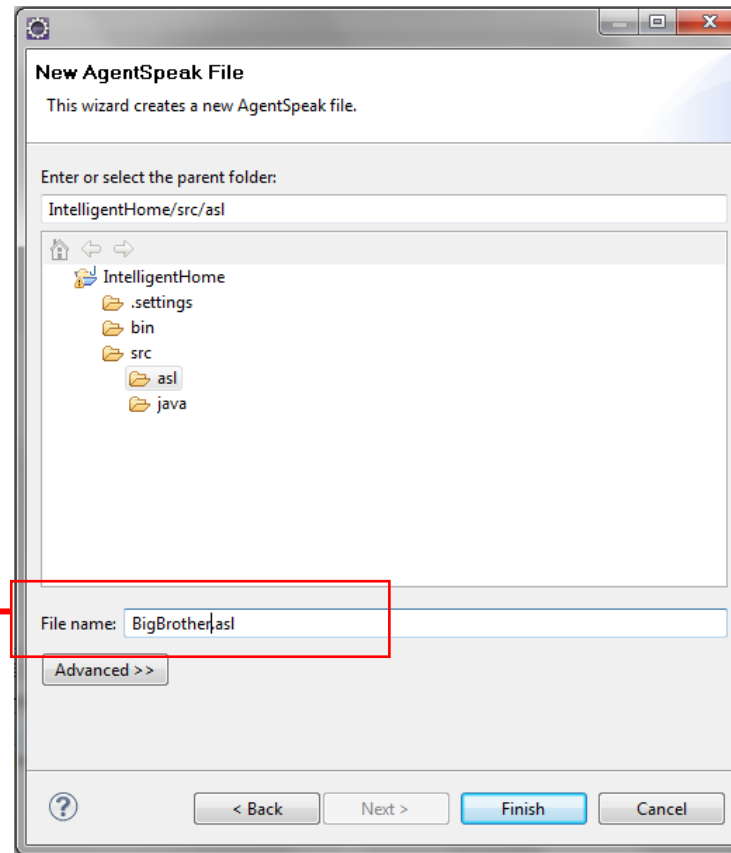 New AgentSpeak File
This wizard creates a new AgentSpeak file.
Enter or select the parent folder:
IntelligentHome/src/asl
IntelligentHome
.settings
bin
src
asl
java
File name: BigBrother.asl
Advanced >>
< Back Next > Finish Cancel